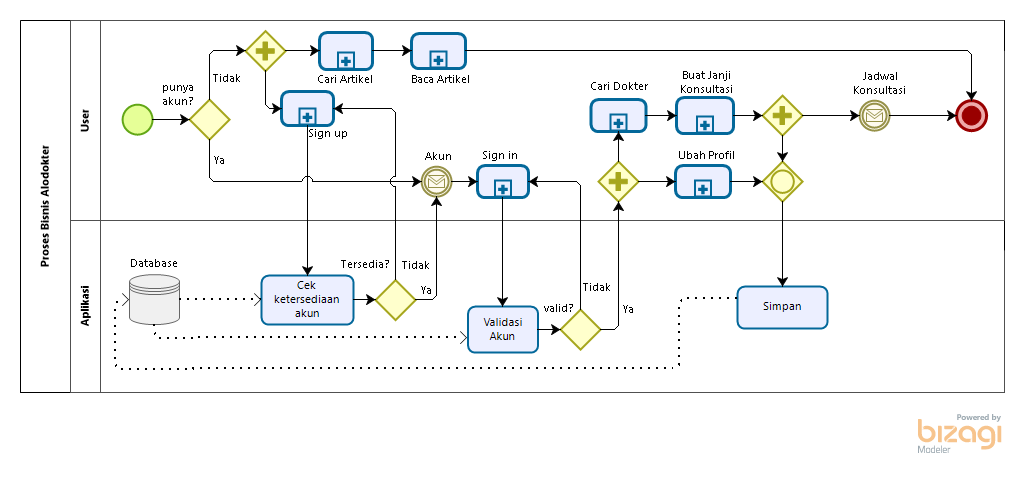 Proses Bisnis Alodokter
User
Aplikasi
punya
akun?
Tidak
Ya
Cari Artikel
Baca Artikel
Sign up
Akun
Sign in
Cari Dokter
Buat Janji
Konsultasi
Ubah Profil
Jadwal
Konsultasi
Database
Cek
ketersediaan
akun
Tersedia?
Tidak
Ya
Validasi
Akun
valid?
Tidak
Ya
Simpan
Powered by
bizagi
Modeler